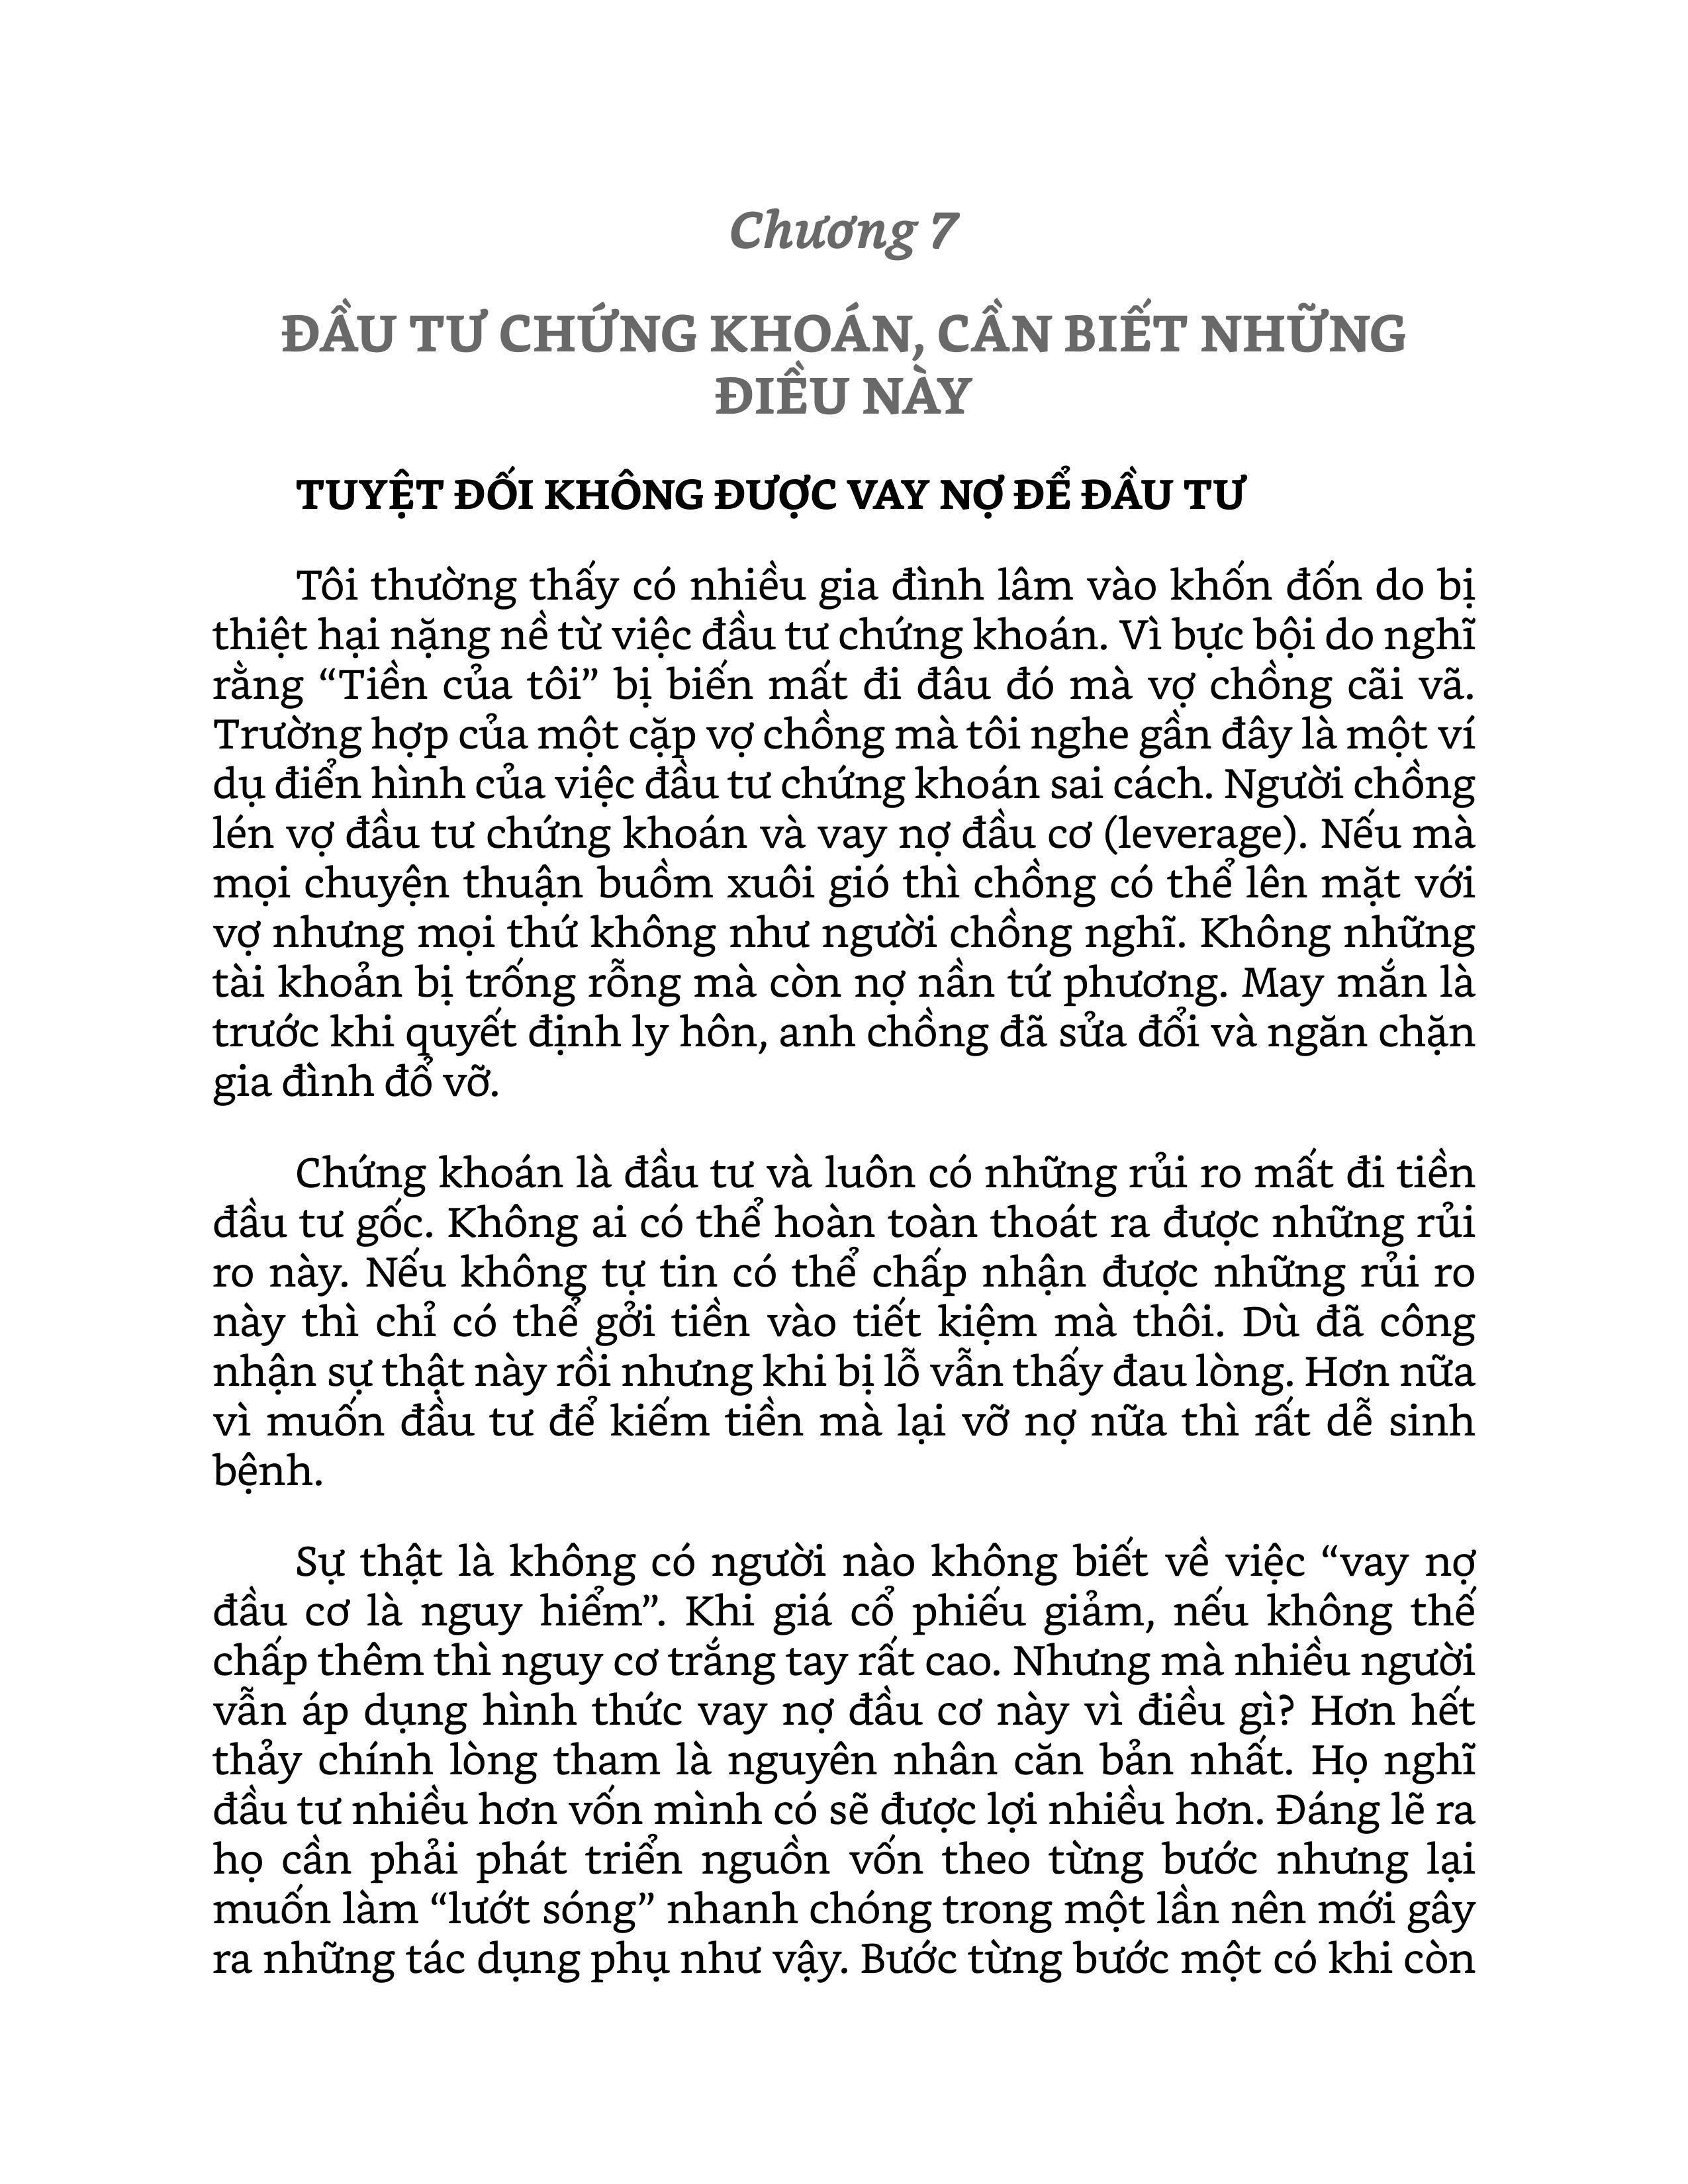 Chương 7
ĐẦU TƯ CHỨNG KHOÁN, CẦN BIẾT NHỮNG
ĐIỀU NÀY
TUYỆT ĐỐI KHÔNG ĐƯỢC VAY NỢ ĐỂ ĐẦU TƯ
Tôi thường thấy có nhiều gia đình lâm vào khốn đốn do bị
thiệt hại nặng nề từ việc đầu tư chứng khoán. Vì bực bội do nghĩ
rằng “Tiền của tôi” bị biến mất đi đâu đó mà vợ chồng cãi vã.
Trường hợp của một cặp vợ chồng mà tôi nghe gần đây là một ví
dụ điển hình của việc đầu tư chứng khoán sai cách. Người chồng
lén vợ đầu tư chứng khoán và vay nợ đầu cơ (leverage). Nếu mà
mọi chuyện thuận buồm xuôi gió thì chồng có thể lên mặt với
vợ nhưng mọi thứ không như người chồng nghĩ. Không những
tài khoản bị trống rỗng mà còn nợ nần tứ phương. May mắn là
trước khi quyết định ly hôn, anh chồng đã sửa đổi và ngăn chặn
gia đình đổ vỡ.
Chứng khoán là đầu tư và luôn có những rủi ro mất đi tiền
đầu tư gốc. Không ai có thể hoàn toàn thoát ra được những rủi
ro này. Nếu không tự tin có thể chấp nhận được những rủi ro
này thì chỉ có thể gởi tiền vào tiết kiệm mà thôi. Dù đã công
nhận sự thật này rồi nhưng khi bị lỗ vẫn thấy đau lòng. Hơn nữa
vì muốn đầu tư để kiếm tiền mà lại vỡ nợ nữa thì rất dễ sinh
bệnh.
Sự thật là không có người nào không biết về việc “vay nợ
đầu cơ là nguy hiểm”. Khi giá cổ phiếu giảm, nếu không thế
chấp thêm thì nguy cơ trắng tay rất cao. Nhưng mà nhiều người
vẫn áp dụng hình thức vay nợ đầu cơ này vì điều gì? Hơn hết
thảy chính lòng tham là nguyên nhân căn bản nhất. Họ nghĩ
đầu tư nhiều hơn vốn mình có sẽ được lợi nhiều hơn. Đáng lẽ ra
họ cần phải phát triển nguồn vốn theo từng bước nhưng lại
muốn làm “lướt sóng” nhanh chóng trong một lần nên mới gây
ra những tác dụng phụ như vậy. Bước từng bước một có khi còn